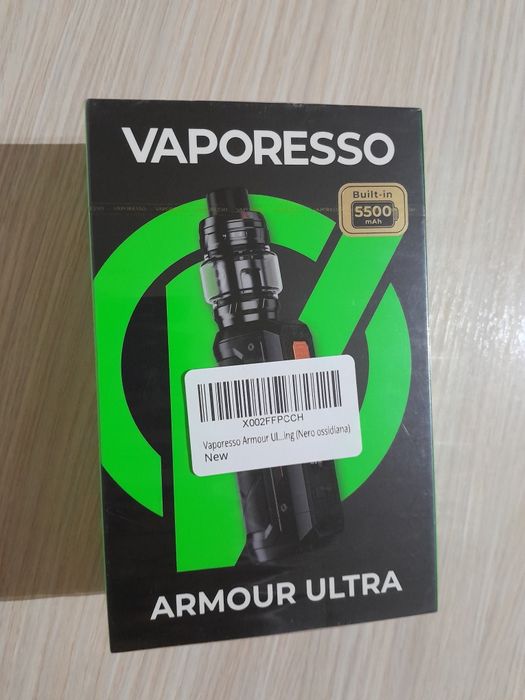 VAPORESSO
Built-in
5500
mAh
X002FFPCCH
Vaporesso Armour Ul...ing (Nero ossidiana)
New
ARMOUR ULTRA